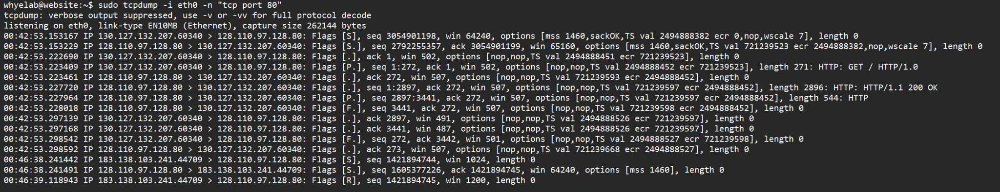 whyelab@website:~$ sudo tcpdump -i eth0 -n "tcp port 80"
tcpdump: verbose output suppressed, use -v or -vv for full protocol decode
listening on eth0, link-type EN10MB (Ethernet), capture size 262144 bytes
00:42:53.153167 IP 130.127.132.207.60340 > 128.110.97.128.80: Flags [S], seq 3054901198, win 64240, options [mss 1460,sackOK,TS val 2494888382 ecr 0,nop,wscale 7], length 0
00:42:53.153229 IP 128.110.97.128.80 > 130.127.132.207.60340: Flags [S.], seq 2792255357, ack 3054901199, win 65160, options [mss 1460,sackOK,TS val 721239523 ecr 2494888382,nop,wscale 7], length 0
00:42:53.222690 IP 130.127.132.207.60340 > 128.110.97.128.80: Flags [.], ack 1, win 502, options [nop,nop,TS val 2494888451 ecr 721239523], length 0
00:42:53.223409 IP 130.127.132.207.60340 > 128.110.97.128.80: Flags [P.], seq 1:272, ack 1, win 502, options [nop,nop,TS val 2494888452 ecr 721239523], length 271: HTTP: GET / HTTP/1.0
00:42:53.223461 IP 128.110.97.128.80 > 130.127.132.207.60340: Flags [.], ack 272, win 507, options [nop,nop,TS val 721239593 ecr 2494888452], length 0
00:42:53.227720 IP 128.110.97.128.80 > 130.127.132.207.60340: Flags [.], seq 1:2897, ack 272, win 507, options [nop,nop,TS val 721239597 ecr 2494888452], length 2896: HTTP: HTTP/1.1 200 OK
00:42:53.227964 IP 128.110.97.128.80 > 130.127.132.207.60340: Flags [P.], seq 2897:3441, ack 272, win 507, options [nop,nop,TS val 721239597 ecr 2494888452], length 544: HTTP
00:42:53.228018 IP 128.110.97.128.80 > 130.127.132.207.60340: Flags [F.], seq 3441, ack 272, win 507, options [nop,nop,TS val 721239598 ecr 2494888452], length 0
00:42:53.297139 IP 130.127.132.207.60340 > 128.110.97.128.80: Flags [.], ack 2897, win 491, options [nop,nop,TS val 2494888526 ecr 721239597], length 0
00:42:53.297168 IP 130.127.132.207.60340 > 128.110.97.128.80: Flags [.], ack 3441, win 487, options [nop,nop,TS val 2494888526 ecr 721239597], length 0
00:42:53.298542 IP 130.127.132.207.60340 > 128.110.97.128.80: Flags [F.], seq 272, ack 3442, win 501, options [nop,nop,TS val 2494888527 ecr 721239598], length 0
00:42:53.298592 IP 128.110.97.128.80 > 130.127.132.207.60340: Flags [.], ack 273, win 507, options [nop,nop,TS val 721239668 ecr 2494888527], length 0
00:46:38.241442 IP 183.138.103.241.44709 > 128.110.97.128.80: Flags [S], seq 1421894744, win 1024, length 0
00:46:38.241491 IP 128.110.97.128.80 > 183.138.103.241.44709: Flags [S.], seq 1605377226, ack 1421894745, win 64240, options [mss 1460], length 0
00:46:39.118943 IP 183.138.103.241.44709 > 128.110.97.128.80: Flags [R], seq 1421894745, win 1200, length 0